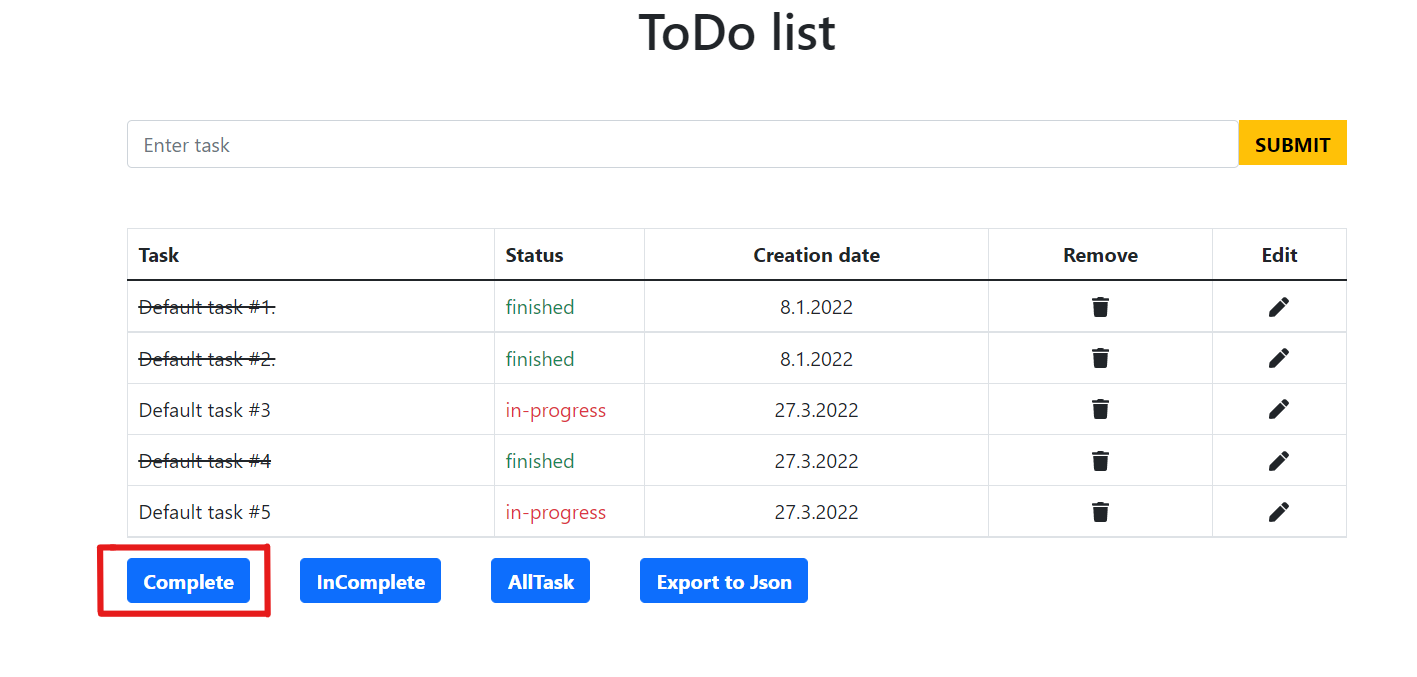 ToDo list
Enter task
SUBMIT
Task Status Creation date Remove Edit
Default task #1. finished 8.1.2022
Default task #2. finished 8.1.2022
Default task #3 in-progress 27.3.2022
Default task #4 finished 27.3.2022
Default task #5 in-progress 27.3.2022
Complete InComplete AllTask Export to Json